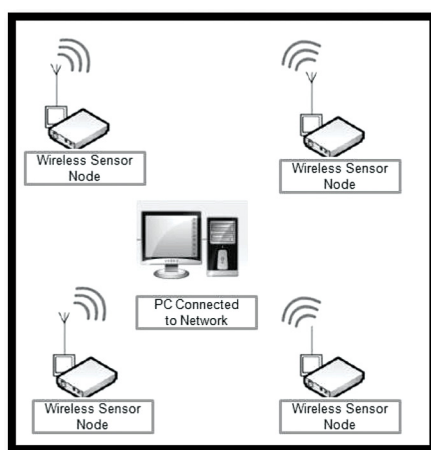 Wireless Sensor
Node
Wireless Sensor
Node
PC Connected
to Network
Wireless Sensor
Node
Wireless Sensor
Node